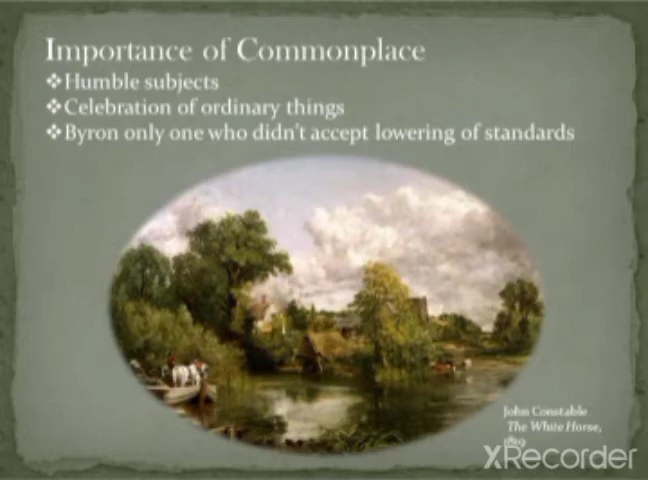 Importance of Commonplace
❖Humble subjects
❖Celebration of ordinary things
❖Byron only one who didn't accept lowering of standards
John Constable
The White Horse,
1819
XRecorder